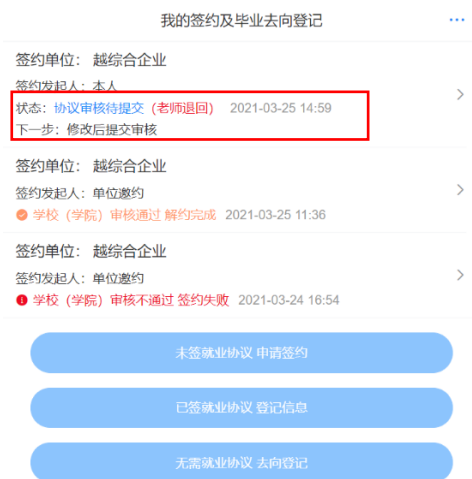 我的签约及毕业去向登记
签约单位： 越综合企业
签约发起人：本人
状态：协议审核待提交（老师退回） 2021-03-25 14:59
下一步：修改后提交审核
签约单位： 越综合企业
签约发起人：单位邀约
学校（学院）审核通过 解约完成 2021-03-25 11:36
签约单位： 越综合企业
签约发起人：单位邀约
学校（学院）审核不通过 签约失败 2021-03-24 16:54
未签就业协议 申请签约
已签就业协议 登记信息
无需就业协议 去向登记